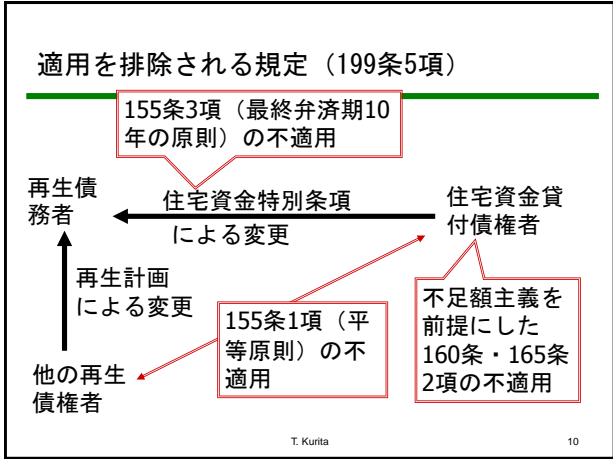 適用を排除される規定（199条5項）
155条3項（最終弁済期10
年の原則）の不適用
再生債
務者
住宅資金特別条項
による変更
住宅資金貸
付債権者
再生計画
による変更
155条1項（平
等原則）の不
適用
不足額主義を
前提にした
160条・165条
2項の不適用
他の再生
債権者
T. Kurita
10